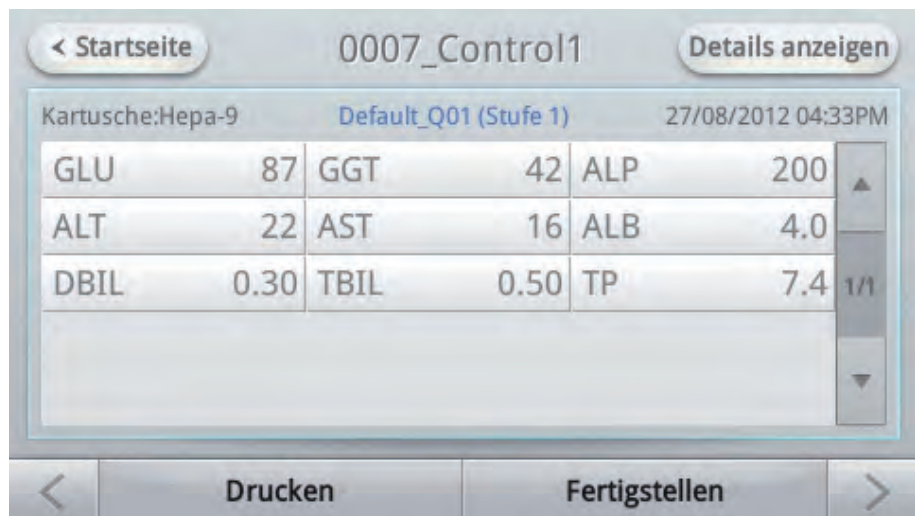 < Startseite 0007_Control1 Details anzeigen
Kartusche:Hepa-9 Default_Q01 (Stufe 1) 27/08/2012 04:33PM
GLU 87 GGT 42 ALP 200
ALT 22 AST 16 ALB 4.0
DBIL 0.30 TBIL 0.50 TP 7.4 1/1
Drucken Fertigstellen